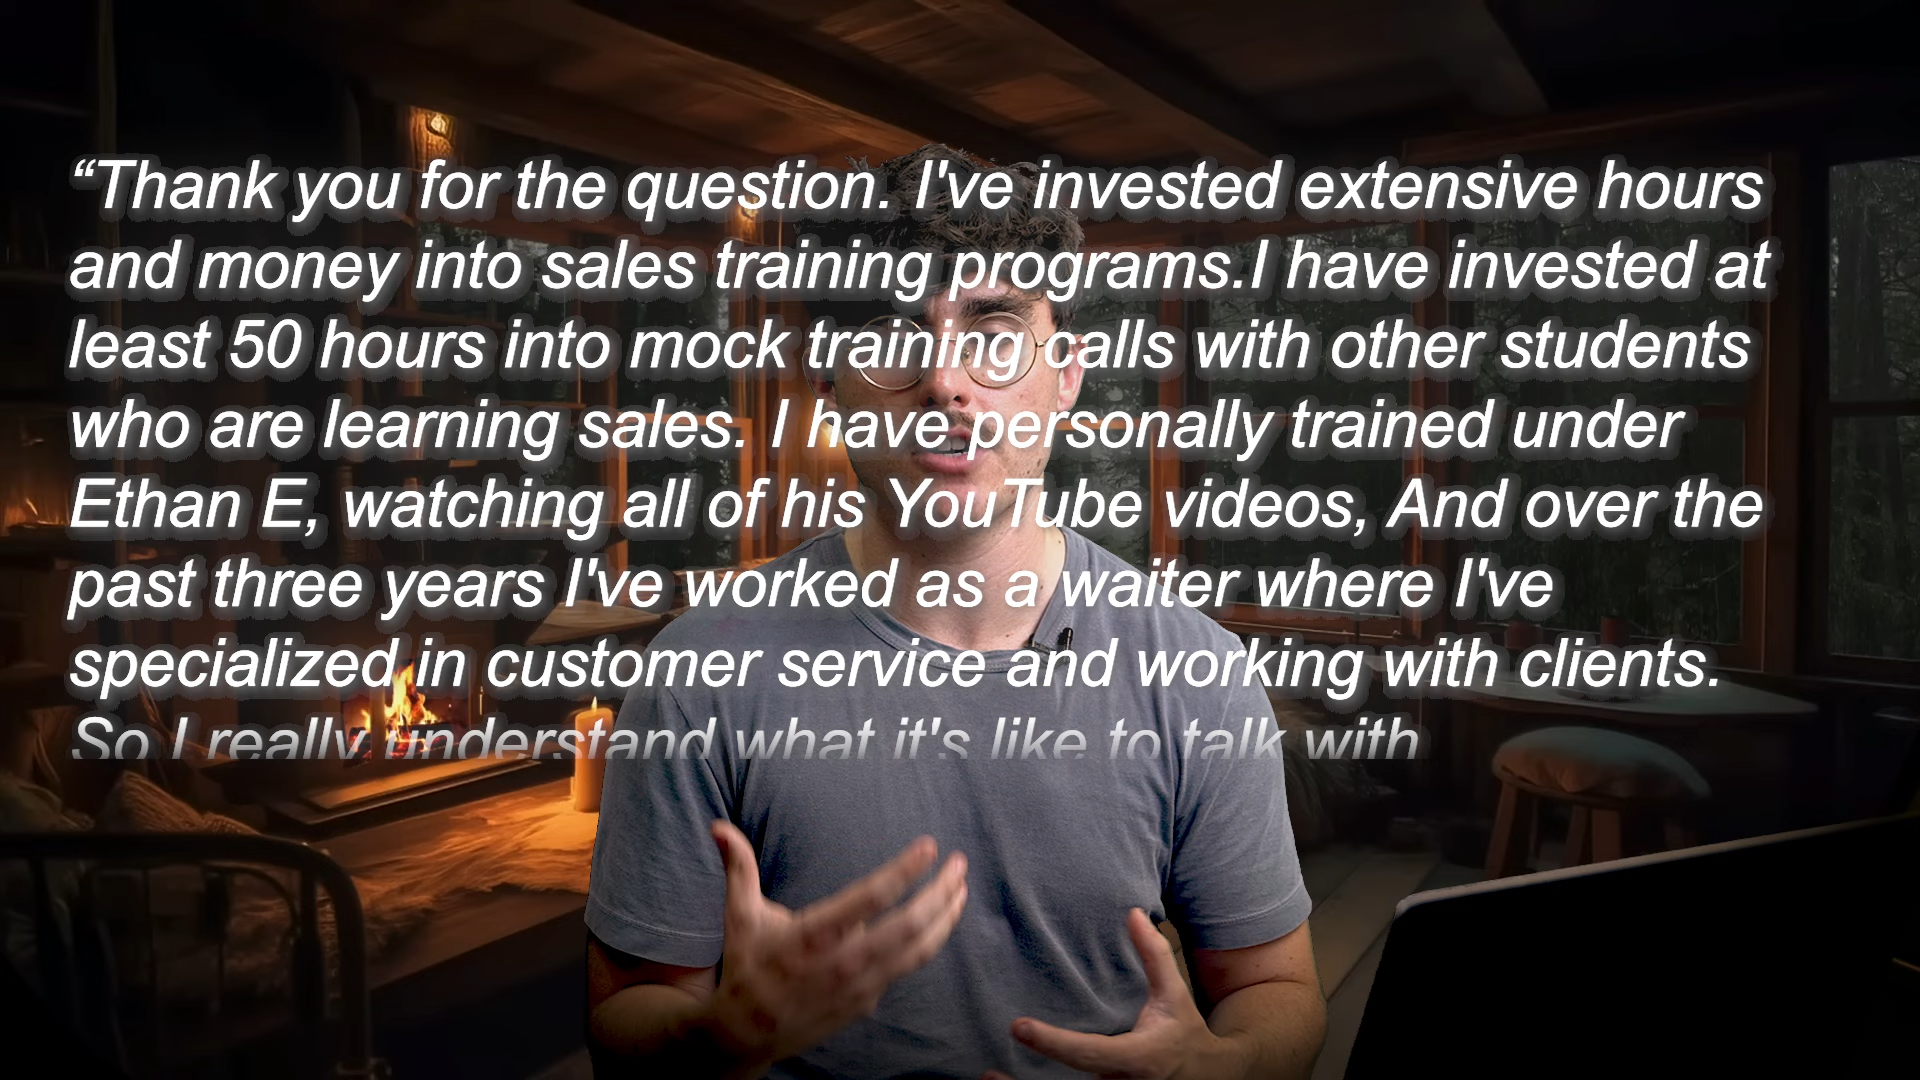 “Thank you for the question. I've invested extensive hours
and money into sales training programs.I have invested at
least 50 hours into mock training calls with other students
who are learning sales. I have personally trained under
Ethan E, watching all of his YouTube videos, And over the
past three years I've worked as a waiter where I've
specialized in customer service and working with clients.
So I really understand what it's like to talk with